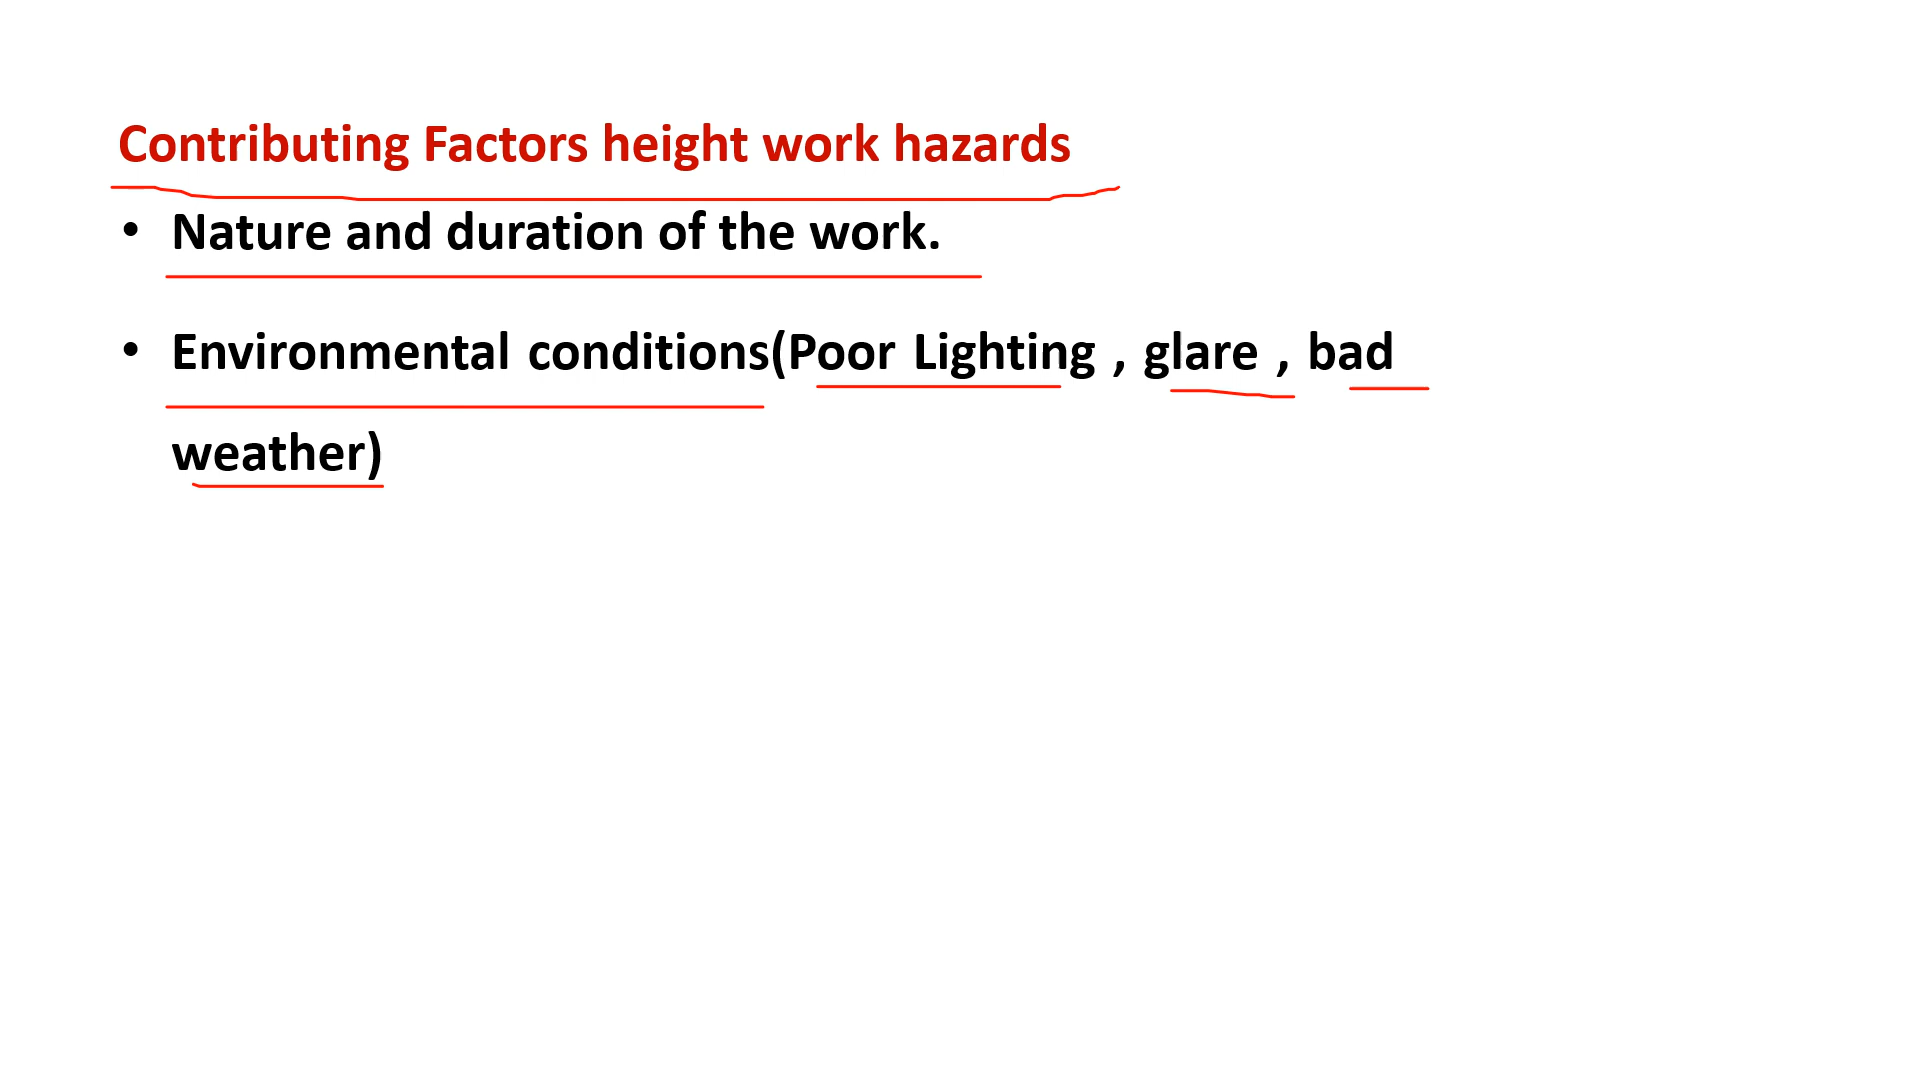 Contributing Factors height work hazards
• Nature and duration of the work.
• Environmental conditions(Poor Lighting , glare , bad
weather)